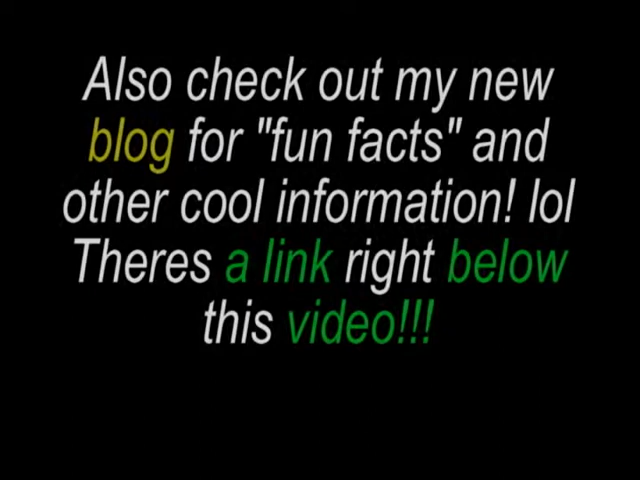 Also check out my new
blog for "fun facts" and
other cool information! lol
Theres a link right below
this video!!!